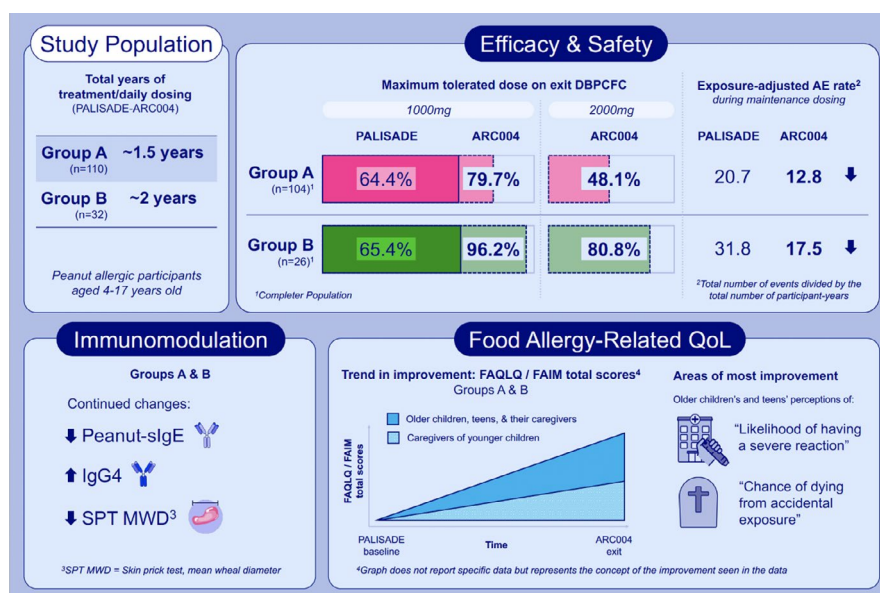 Study Population
Total years of
treatment/daily dosing
(PALISADE-ARC004)
Group A ~1.5 years
(n=110)
Group B ~2 years
(n=32)
Peanut allergic participants
aged 4-17 years old
Efficacy & Safety
Maximum tolerated dose on exit DBPCFC
1000mg 2000mg
PALISADE ARC004 ARC004
Group A
(n=104)¹
64.4% 79.7% 48.1%
Group B
(n=26)¹
65.4% 96.2% 80.8%
¹Completer Population
Exposure-adjusted AE rate²
during maintenance dosing
PALISADE ARC004
20.7 12.8
31.8 17.5
²Total number of events divided by the
total number of participant-years
Immunomodulation
Groups A & B
Continued changes:
Peanut-sIgE
IgG4
SPT MWD³
³SPT MWD = Skin prick test, mean wheal diameter
Food Allergy-Related QoL
Trend in improvement: FAQLQ / FAIM total scores⁴
Groups A & B
Older children, teens, & their caregivers
Caregivers of younger children
FAQLQ / FAIM
total scores
PALISADE
baseline
Time
ARC004
exit
⁴Graph does not report specific data but represents the concept of the improvement seen in the data
Areas of most improvement
Older children's and teens' perceptions of:
“Likelihood of having
a severe reaction”
“Chance of dying
from accidental
exposure”